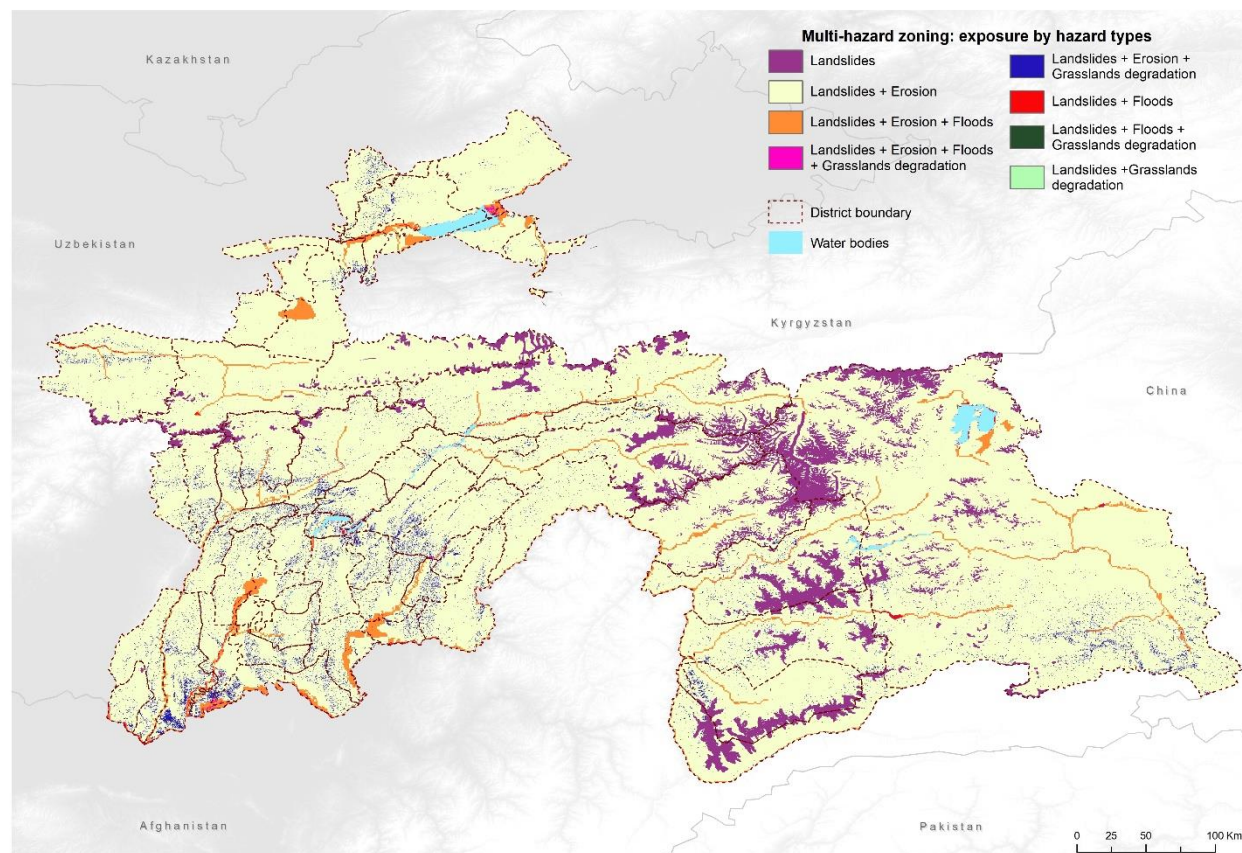 Multi-hazard zoning: exposure by hazard types
Landslides
Landslides + Erosion
Landslides + Erosion + Floods
Landslides + Erosion + Floods
+ Grasslands degradation
District boundary
Water bodies
Landslides + Erosion +
Grasslands degradation
Landslides + Floods
Landslides + Floods +
Grasslands degradation
Landslides +Grasslands
degradation
Kazakhstan
Uzbekistan
Kyrgyzstan
China
Afghanistan
Pakistan
0 25 50 100 Km